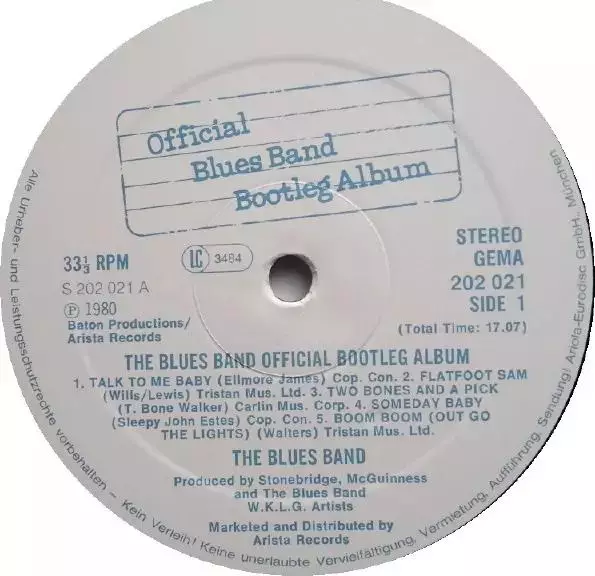 Official
Blues Band
Bootleg Album
33⅓ RPM
LC 3484
STEREO
GEMA
S 202 021 A
202 021
SIDE 1
Ⓟ 1980
Baton Productions/
Arista Records
(Total Time: 17.07)
THE BLUES BAND OFFICIAL BOOTLEG ALBUM
1. TALK TO ME BABY (Ellmore James) Cop. Con. 2. FLATFOOT SAM
(Willis/Lewis) Tristan Mus. Ltd. 3. TWO BONES AND A PICK
(T. Bone Walker) Carlin Mus. Corp. 4. SOMEDAY BABY
(Sleepy John Estes) Cop. Con. 5. BOOM BOOM (OUT GO
THE LIGHTS) (Walters) Tristan Mus. Ltd.
THE BLUES BAND
Produced by Stonebridge, McGuinness
and The Blues Band
W.K.L.G. Artists
Marketed and Distributed by
Arista Records
Alle Urheber- und Leistungsschutzrechte vorbehalten – Kein Verleih! Keine unerlaubte Vervielfältigung, Vermietung, Aufführung, Sendung! Ariola-Eurodisc GmbH., München